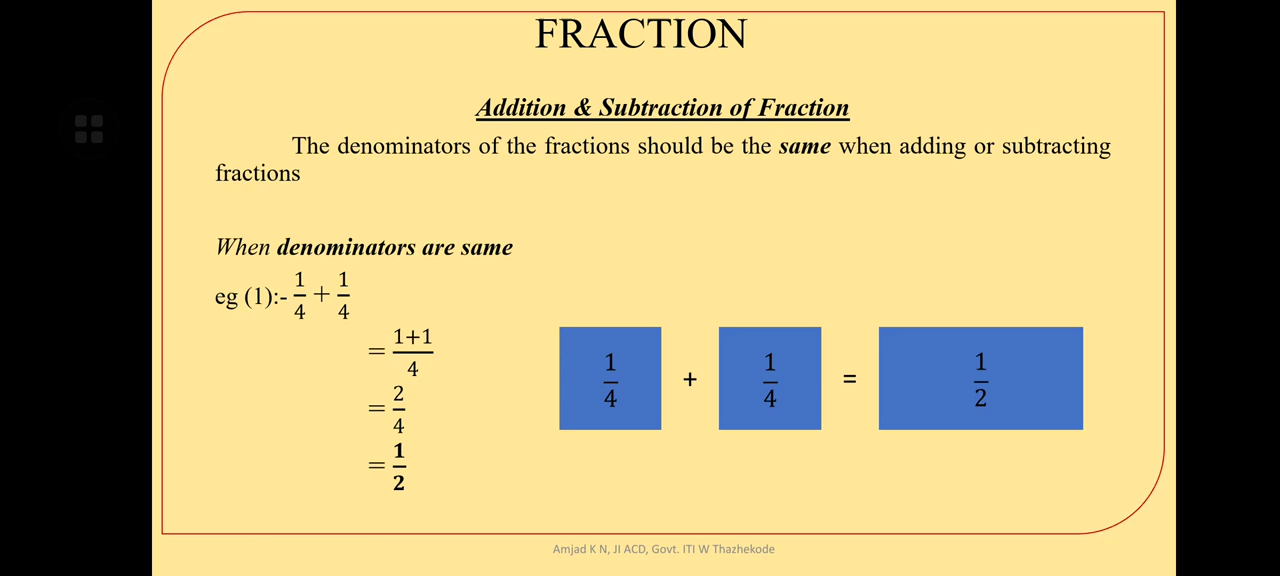 FRACTION
Addition & Subtraction of Fraction
The denominators of the fractions should be the same when adding or subtracting
fractions
When denominators are same
eg (1):- 1/4 + 1/4
= 1+1/4
= 2/4
= 1/2
1/4 + 1/4 = 1/2
Amjad K N, JI ACD, Govt. ITI W Thazhekode